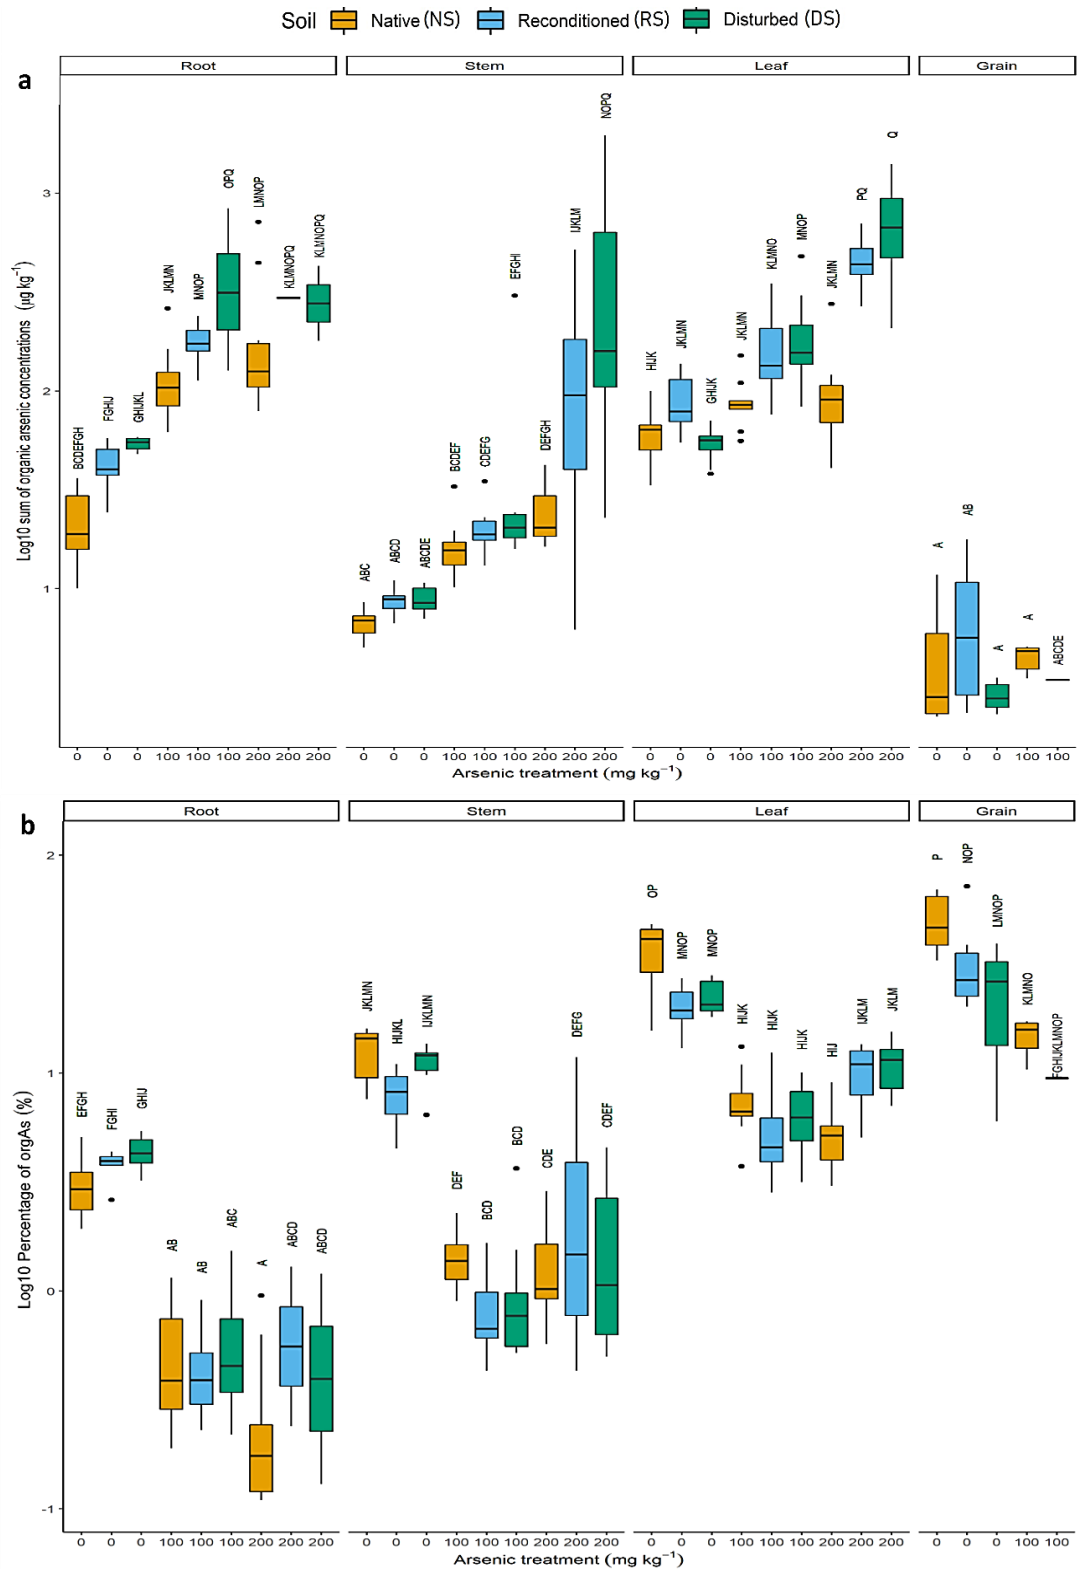 Soil Native (NS) Reconditioned (RS) Disturbed (DS)
a
Root Stem Leaf Grain
Log10 sum of organic arsenic concentrations (µg kg⁻¹)
3
2
1
BCDEFGH FGHIJ GHIJKL JKLMN MNOP OPQ LMNOP KLMNOPQ KLMNOPQ
ABC ABCD ABCDE BCDEF CDEFG EFGHI DEFGH IJKLM NOPQ
HIJK JKLMN GHIJK JKLMN KLMNO MNOP JKLMN PQ Q
A AB A A ABCDE
0 0 0 100 100 100 200 200 200 0 0 0 100 100 100 200 200 200 0 0 0 100 100 100 200 200 200 0 0 0 100 100
Arsenic treatment (mg kg⁻¹)
b
Root Stem Leaf Grain
Log10 Percentage of orgAs (%)
2
1
0
-1
EFGH FGHI GHIJ AB AB ABC A ABCD ABCD
JKLMN HIJKL IJKLMN DEF BCD BCD CDE DEFG CDEF
OP MNOP MNOP HIJK HIJK HIJK HIJ IJKLM JKLM
P NOP LMNOP KLMNO FGHIJKLMNOP
0 0 0 100 100 100 200 200 200 0 0 0 100 100 100 200 200 200 0 0 0 100 100 100 200 200 200 0 0 0 100 100
Arsenic treatment (mg kg⁻¹)